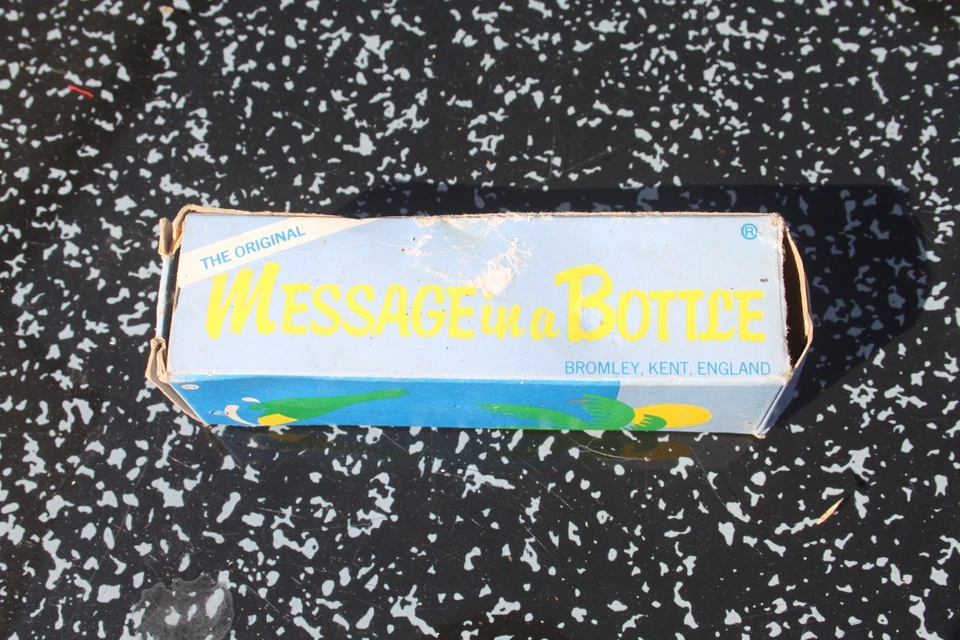 THE ORIGINAL
®
MESSAGE in a BOTTLE
BROMLEY, KENT, ENGLAND